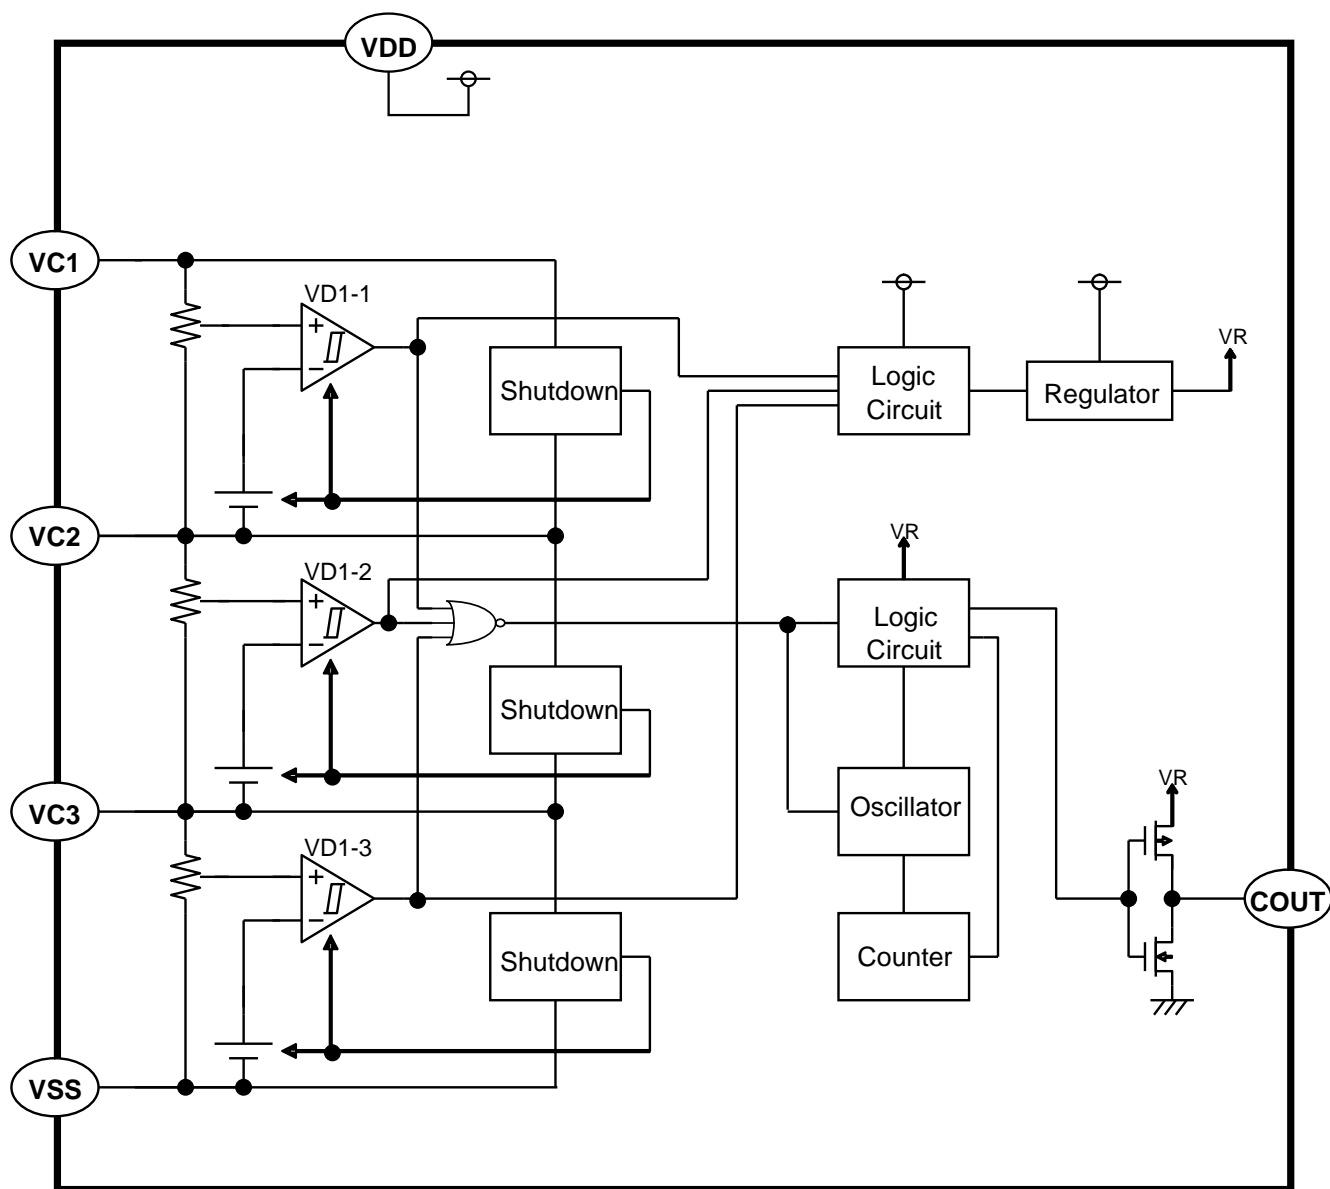 VDD
VC1
VD1-1
+
−
Shutdown
Logic
Circuit
Regulator
VR
VC2
VD1-2
+
−
Shutdown
VR
Logic
Circuit
Oscillator
Counter
VC3
VD1-3
+
−
Shutdown
VR
COUT
VSS